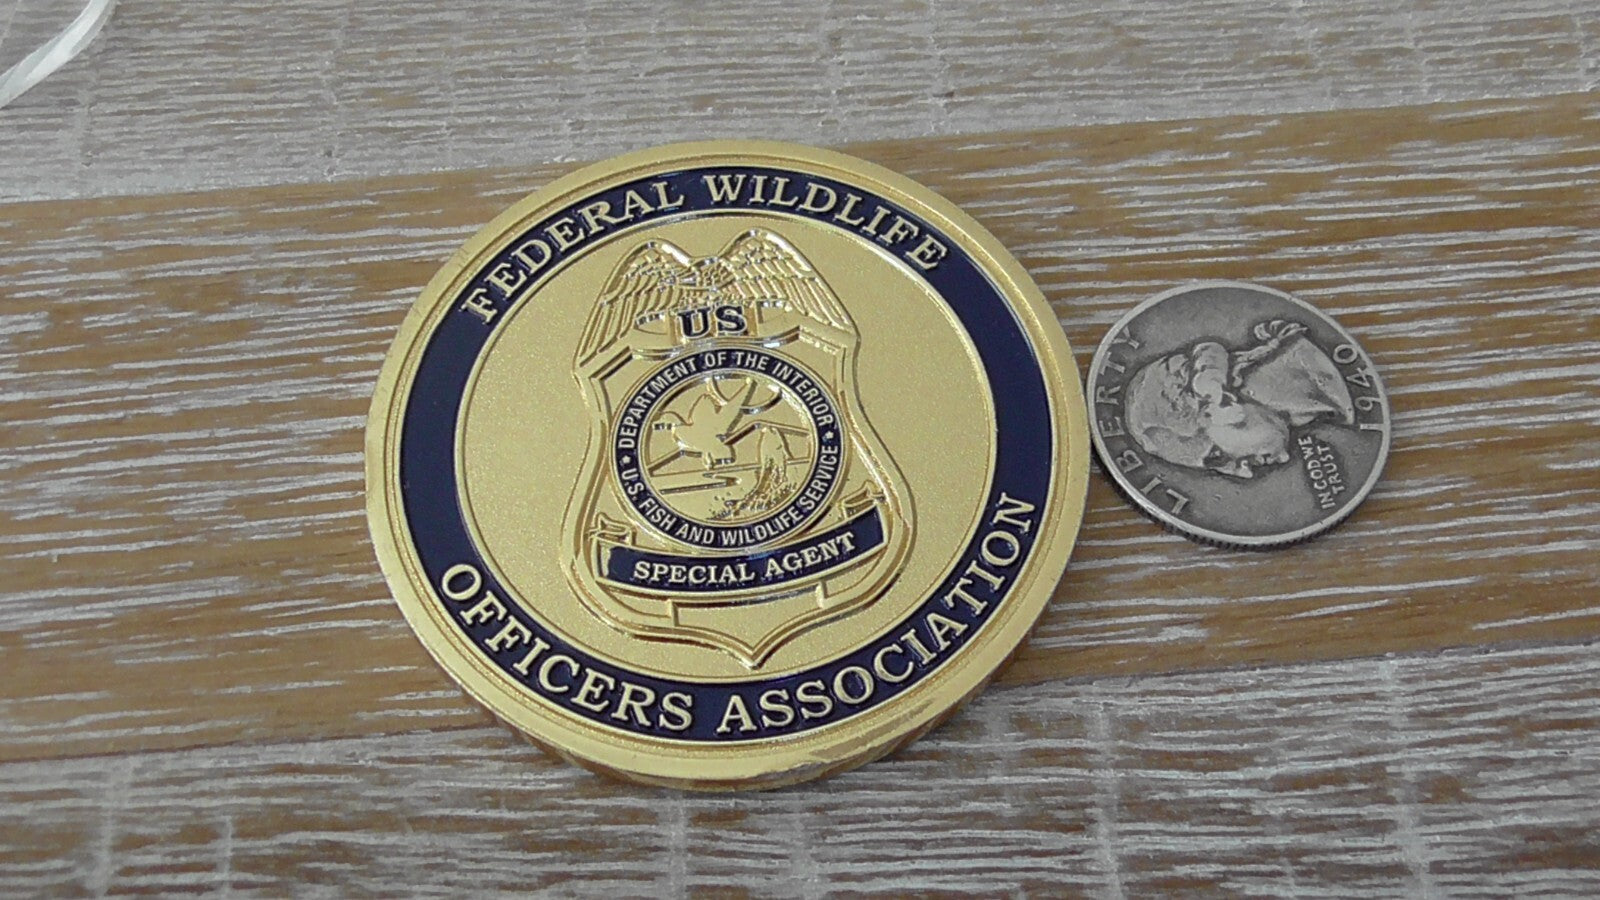 FEDERAL WILDLIFE
US
DEPARTMENT OF THE INTERIOR
U.S. FISH AND WILDLIFE SERVICE
SPECIAL AGENT
OFFICERS ASSOCIATION
LIBERTY
IN GOD WE
TRUST
1940